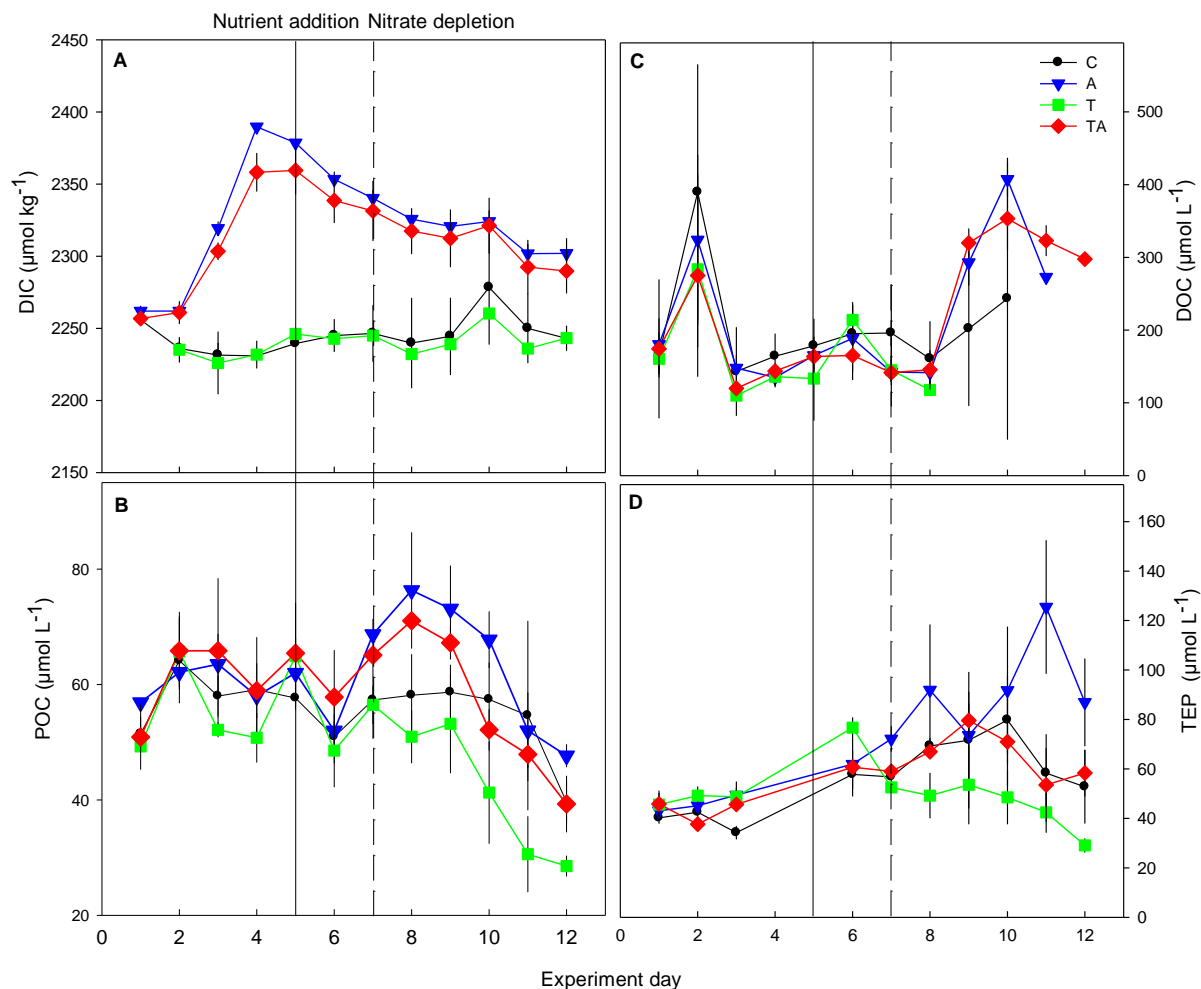 Nutrient addition Nitrate depletion
A
2450
2400
2350
2300
2250
2200
2150
DIC (µmol kg⁻¹)
C
C
A
T
TA
500
400
300
200
100
0
DOC (µmol L⁻¹)
B
80
60
40
20
POC (µmol L⁻¹)
0 2 4 6 8 10 12
D
160
140
120
100
80
60
40
20
0
TEP (µmol L⁻¹)
0 2 4 6 8 10 12
Experiment day